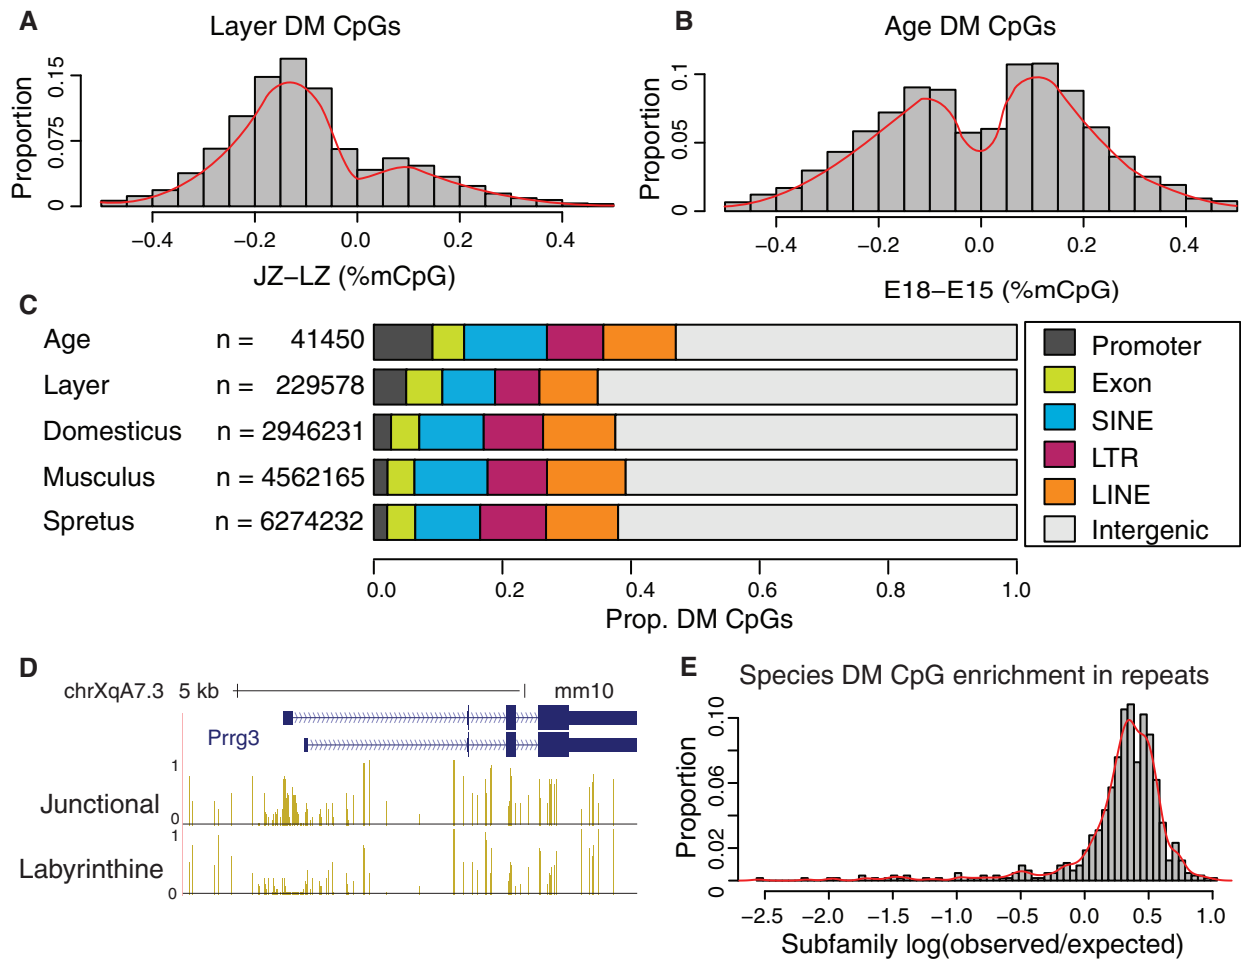 A
Layer DM CpGs
Proportion
0 0.075 0.15
−0.4 −0.2 0.0 0.2 0.4
JZ−LZ (%mCpG)
B
Age DM CpGs
Proportion
0 0.05 0.1
−0.4 −0.2 0.0 0.2 0.4
E18−E15 (%mCpG)
C
Age n = 41450
Layer n = 229578
Domesticus n = 2946231
Musculus n = 4562165
Spretus n = 6274232
0.0 0.2 0.4 0.6 0.8 1.0
Prop. DM CpGs
Promoter
Exon
SINE
LTR
LINE
Intergenic
D
chrXqA7.3 5 kb mm10
Prrg3
1
Junctional
0
1
Labyrinthine
0
E
Species DM CpG enrichment in repeats
Proportion
0 0.02 0.06 0.10
−2.5 −2.0 −1.5 −1.0 −0.5 0.0 0.5 1.0
Subfamily log(observed/expected)